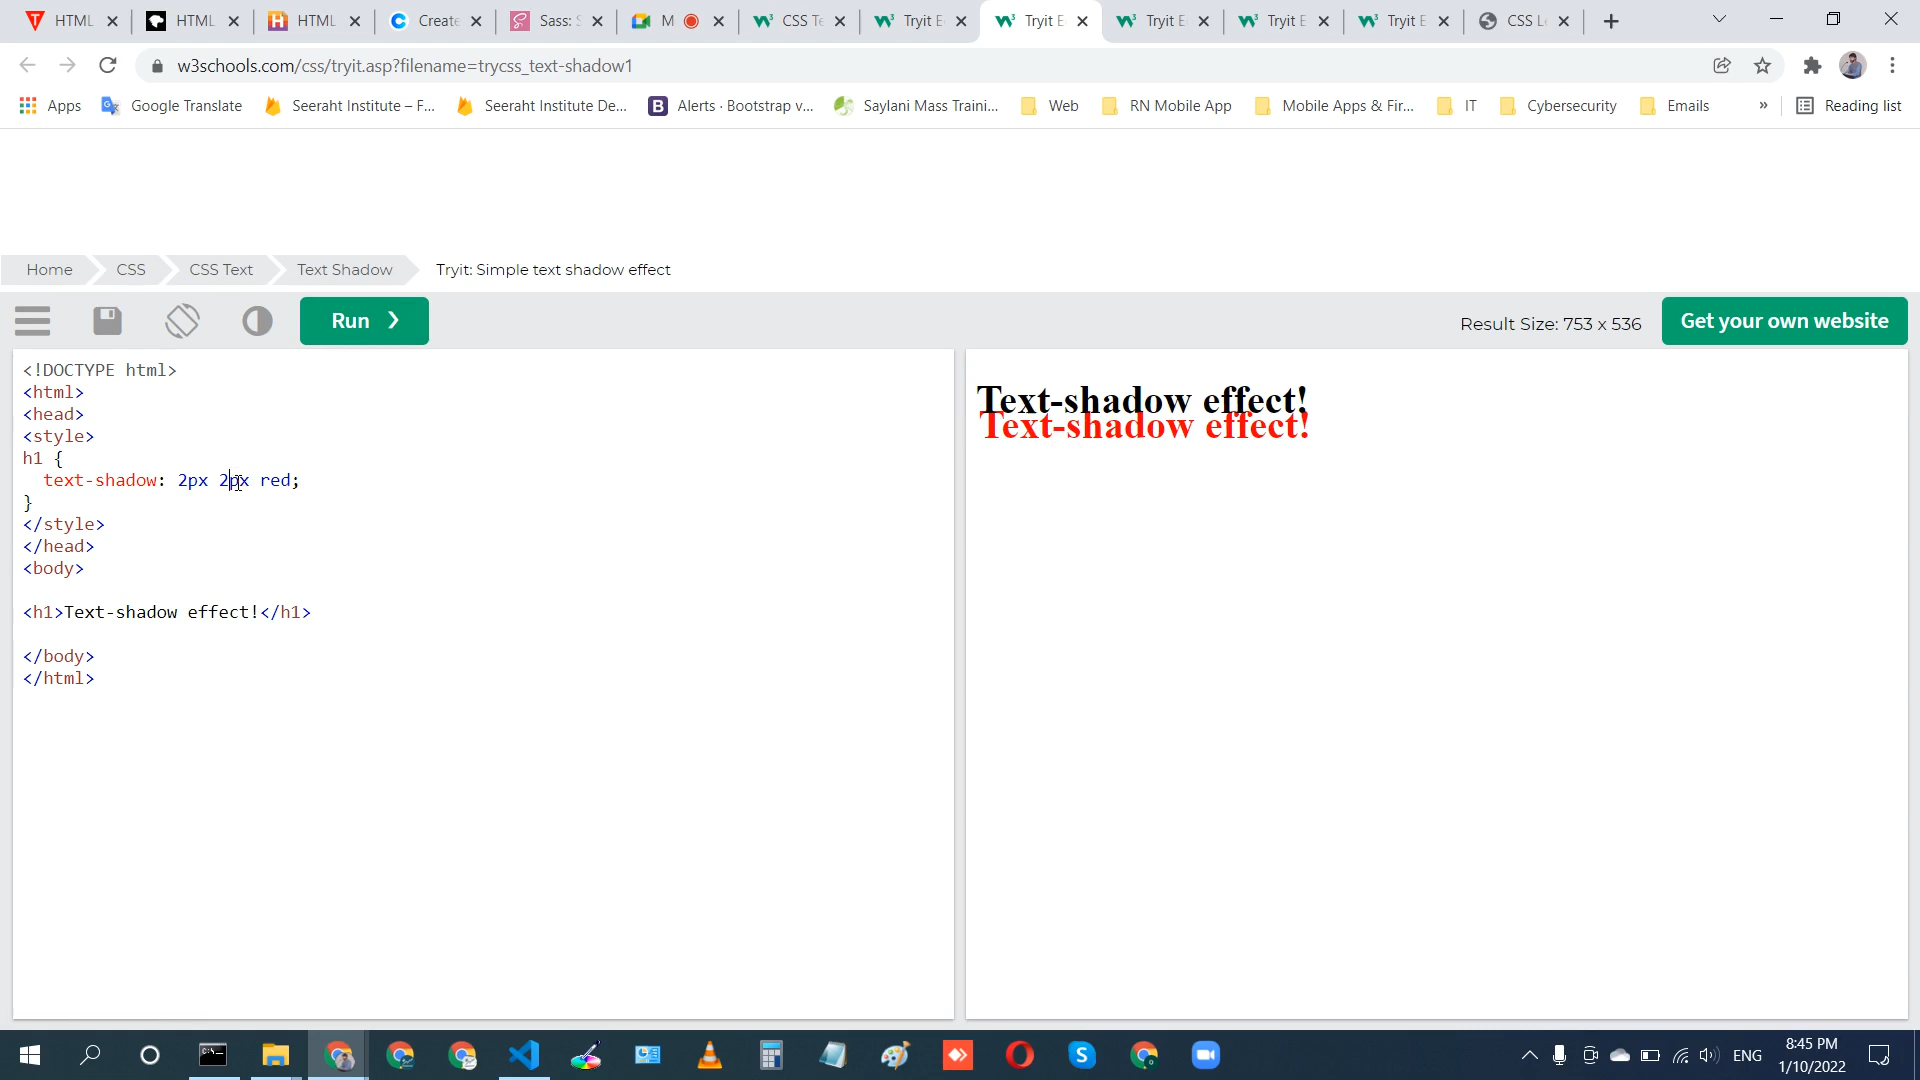 HTML
HTML
HTML
Create
Sass: S
M
CSS Te
Tryit E
Tryit E
Tryit E
Tryit E
Tryit E
CSS L
w3schools.com/css/tryit.asp?filename=trycss_text-shadow1
Apps
Google Translate
Seeraht Institute – F...
Seeraht Institute De...
Alerts · Bootstrap v...
Saylani Mass Traini...
Web
RN Mobile App
Mobile Apps & Fir...
IT
Cybersecurity
Emails
»
Reading list
Home
CSS
CSS Text
Text Shadow
Tryit: Simple text shadow effect
Run ❯
Result Size: 753 x 536
Get your own website
<!DOCTYPE html>
<html>
<head>
<style>
h1 {
text-shadow: 2px 2px red;
}
</style>
</head>
<body>
<h1>Text-shadow effect!</h1>
</body>
</html>
Text-shadow effect!
Text-shadow effect!
ENG
8:45 PM
1/10/2022